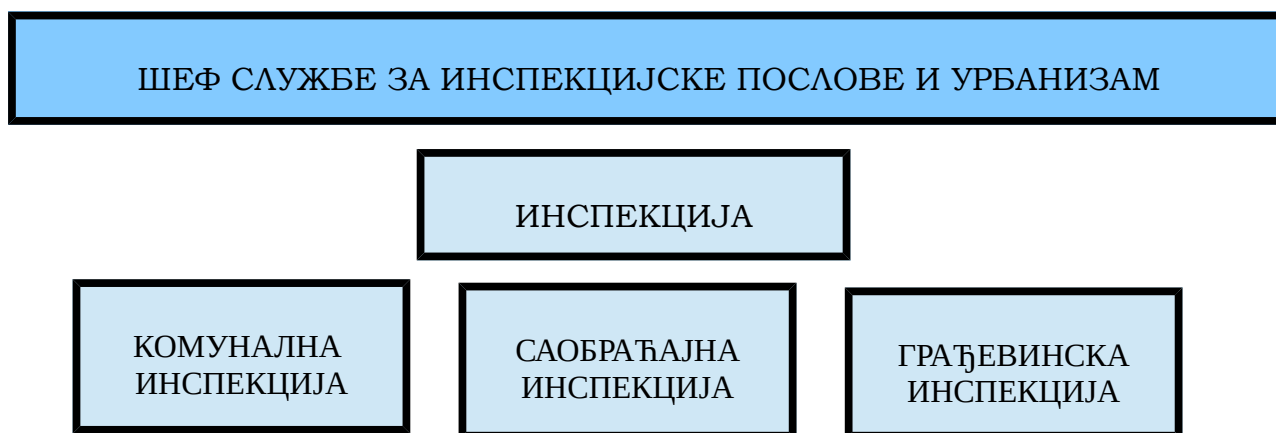 ШЕФ СЛУЖБЕ ЗА ИНСПЕКЦИЈСКЕ ПОСЛОВЕ И УРБАНИЗАМ
ИНСПЕКЦИЈА
КОМУНАЛНА
ИНСПЕКЦИЈА
САОБРАЋАЈНА
ИНСПЕКЦИЈА
ГРАЂЕВИНСКА
ИНСПЕКЦИЈА